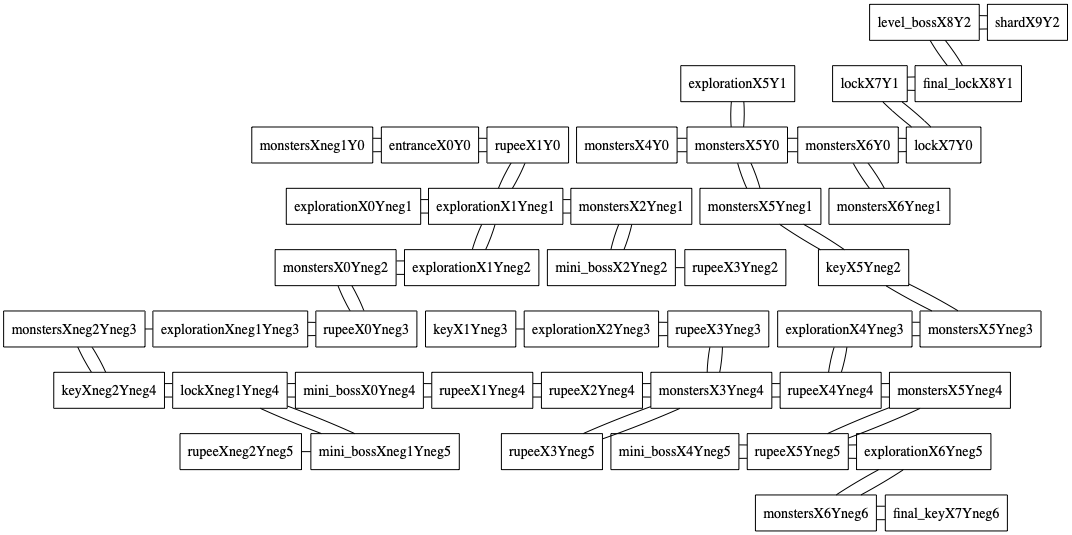 level_bossX8Y2 shardX9Y2
explorationX5Y1 lockX7Y1 final_lockX8Y1
monstersXneg1Y0 entranceX0Y0 rupeeX1Y0 monstersX4Y0 monstersX5Y0 monstersX6Y0 lockX7Y0
explorationX0Yneg1 explorationX1Yneg1 monstersX2Yneg1 monstersX5Yneg1 monstersX6Yneg1
monstersX0Yneg2 explorationX1Yneg2 mini_bossX2Yneg2 rupeeX3Yneg2 keyX5Yneg2
monstersXneg2Yneg3 explorationXneg1Yneg3 rupeeX0Yneg3 keyX1Yneg3 explorationX2Yneg3 rupeeX3Yneg3 explorationX4Yneg3 monstersX5Yneg3
keyXneg2Yneg4 lockXneg1Yneg4 mini_bossX0Yneg4 rupeeX1Yneg4 rupeeX2Yneg4 monstersX3Yneg4 rupeeX4Yneg4 monstersX5Yneg4
rupeeXneg2Yneg5 mini_bossXneg1Yneg5 rupeeX3Yneg5 mini_bossX4Yneg5 rupeeX5Yneg5 explorationX6Yneg5
monstersX6Yneg6 final_keyX7Yneg6